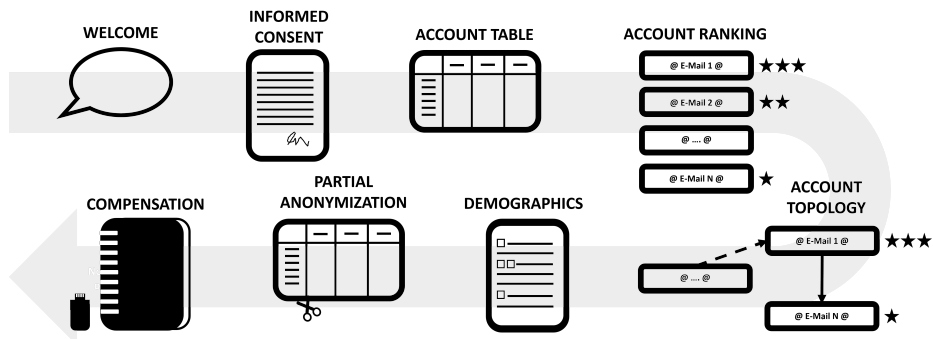 WELCOME
INFORMED
CONSENT
ACCOUNT TABLE
ACCOUNT RANKING
@ E-Mail 1 @
@ E-Mail 2 @
@ .... @
@ E-Mail N @
ACCOUNT
TOPOLOGY
@ E-Mail 1 @
@ .... @
@ E-Mail N @
DEMOGRAPHICS
PARTIAL
ANONYMIZATION
COMPENSATION